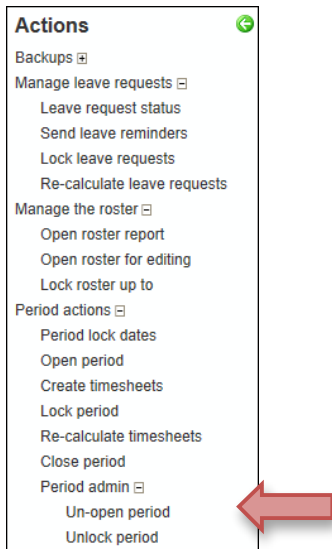 Actions
Backups
Manage leave requests
Leave request status
Send leave reminders
Lock leave requests
Re-calculate leave requests
Manage the roster
Open roster report
Open roster for editing
Lock roster up to
Period actions
Period lock dates
Open period
Create timesheets
Lock period
Re-calculate timesheets
Close period
Period admin
Un-open period
Unlock period